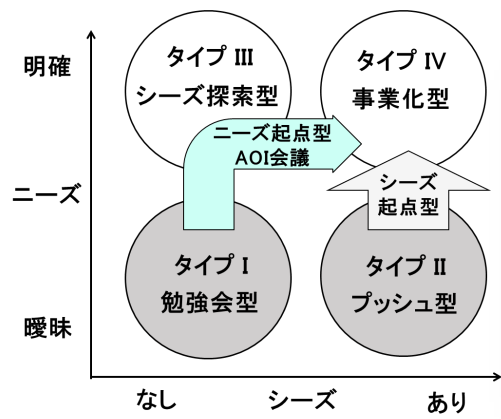 明確
ニーズ
曖昧
タイプ III
シーズ探索型
タイプ IV
事業化型
ニーズ起点型
AOI会議
シーズ
起点型
タイプ I
勉強会型
タイプ II
プッシュ型
なし
シーズ
あり